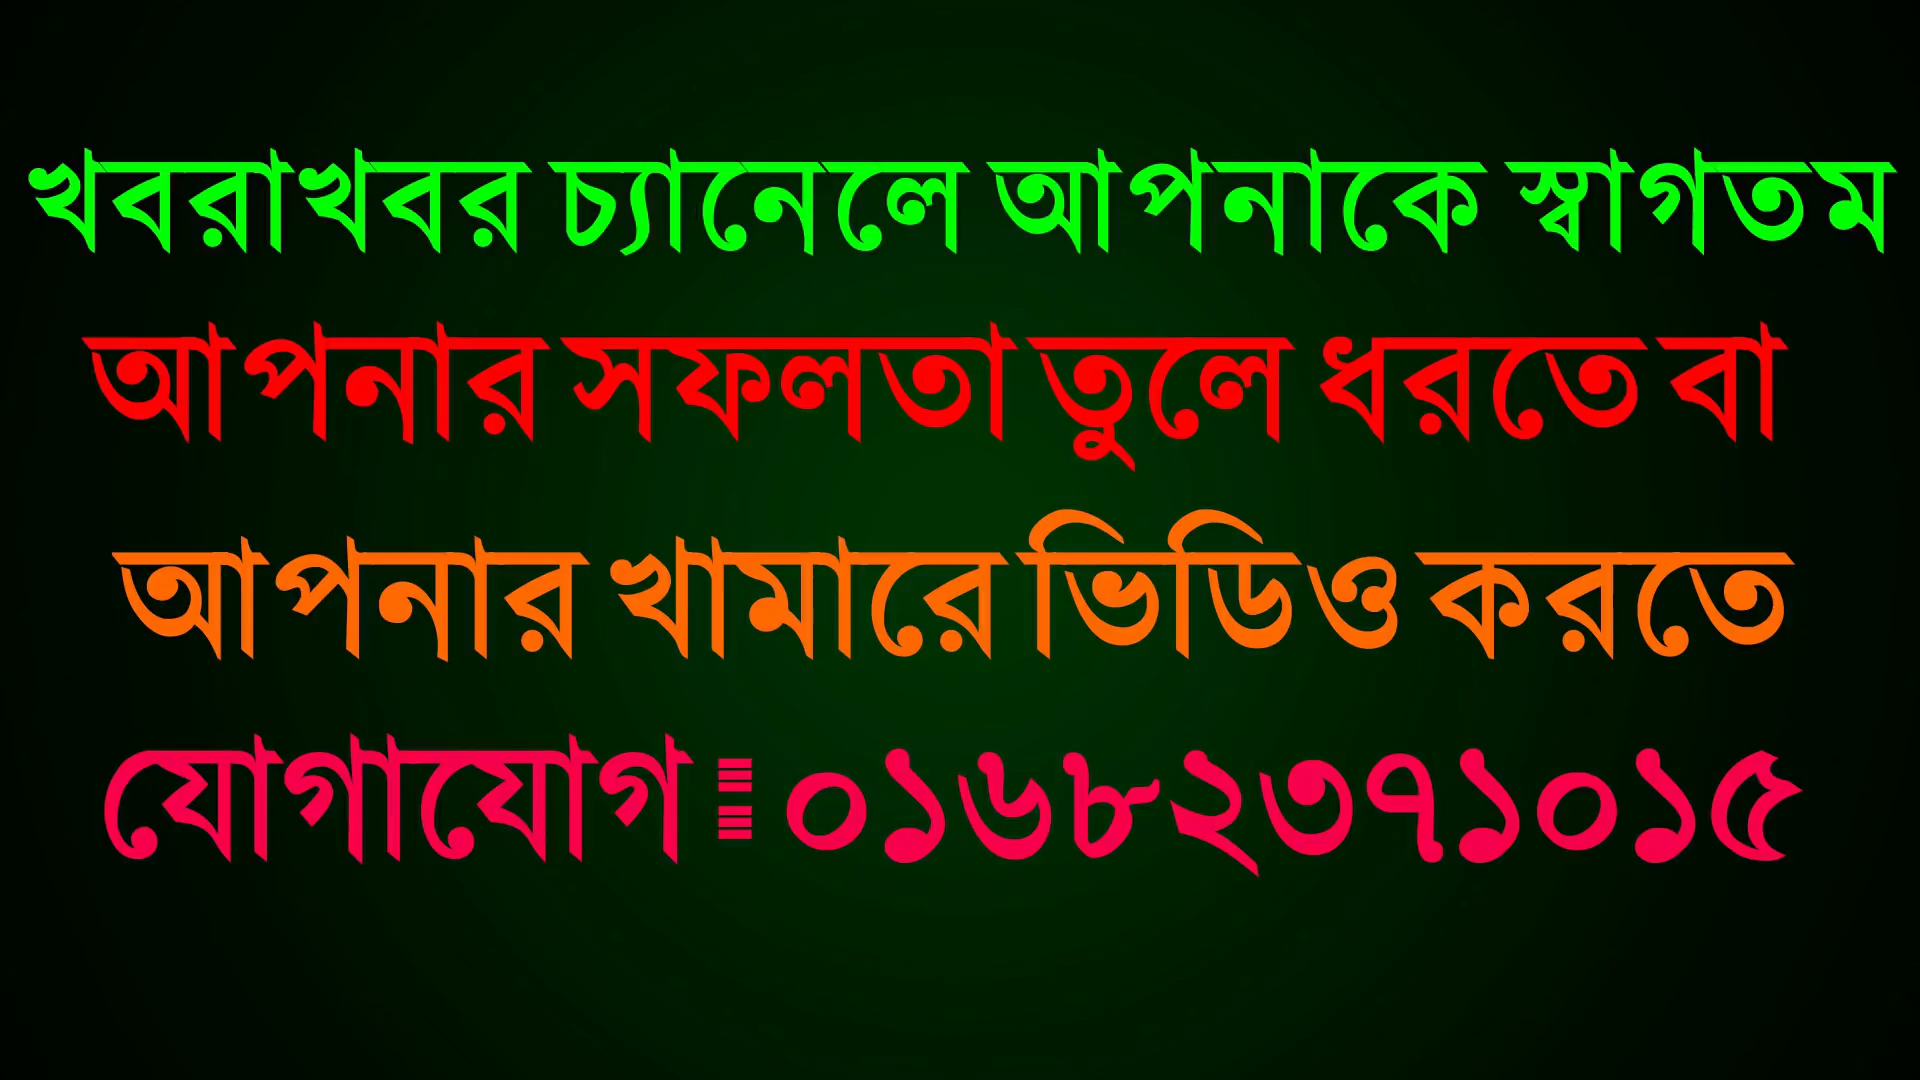 খবরাখবর চ্যানেলে আপনাকে স্বাগতম
আপনার সফলতা তুলে ধরতে বা
আপনার খামারে ভিডিও করতে
যোগাযোগ : ০১৬৮২৩৭১০১৫